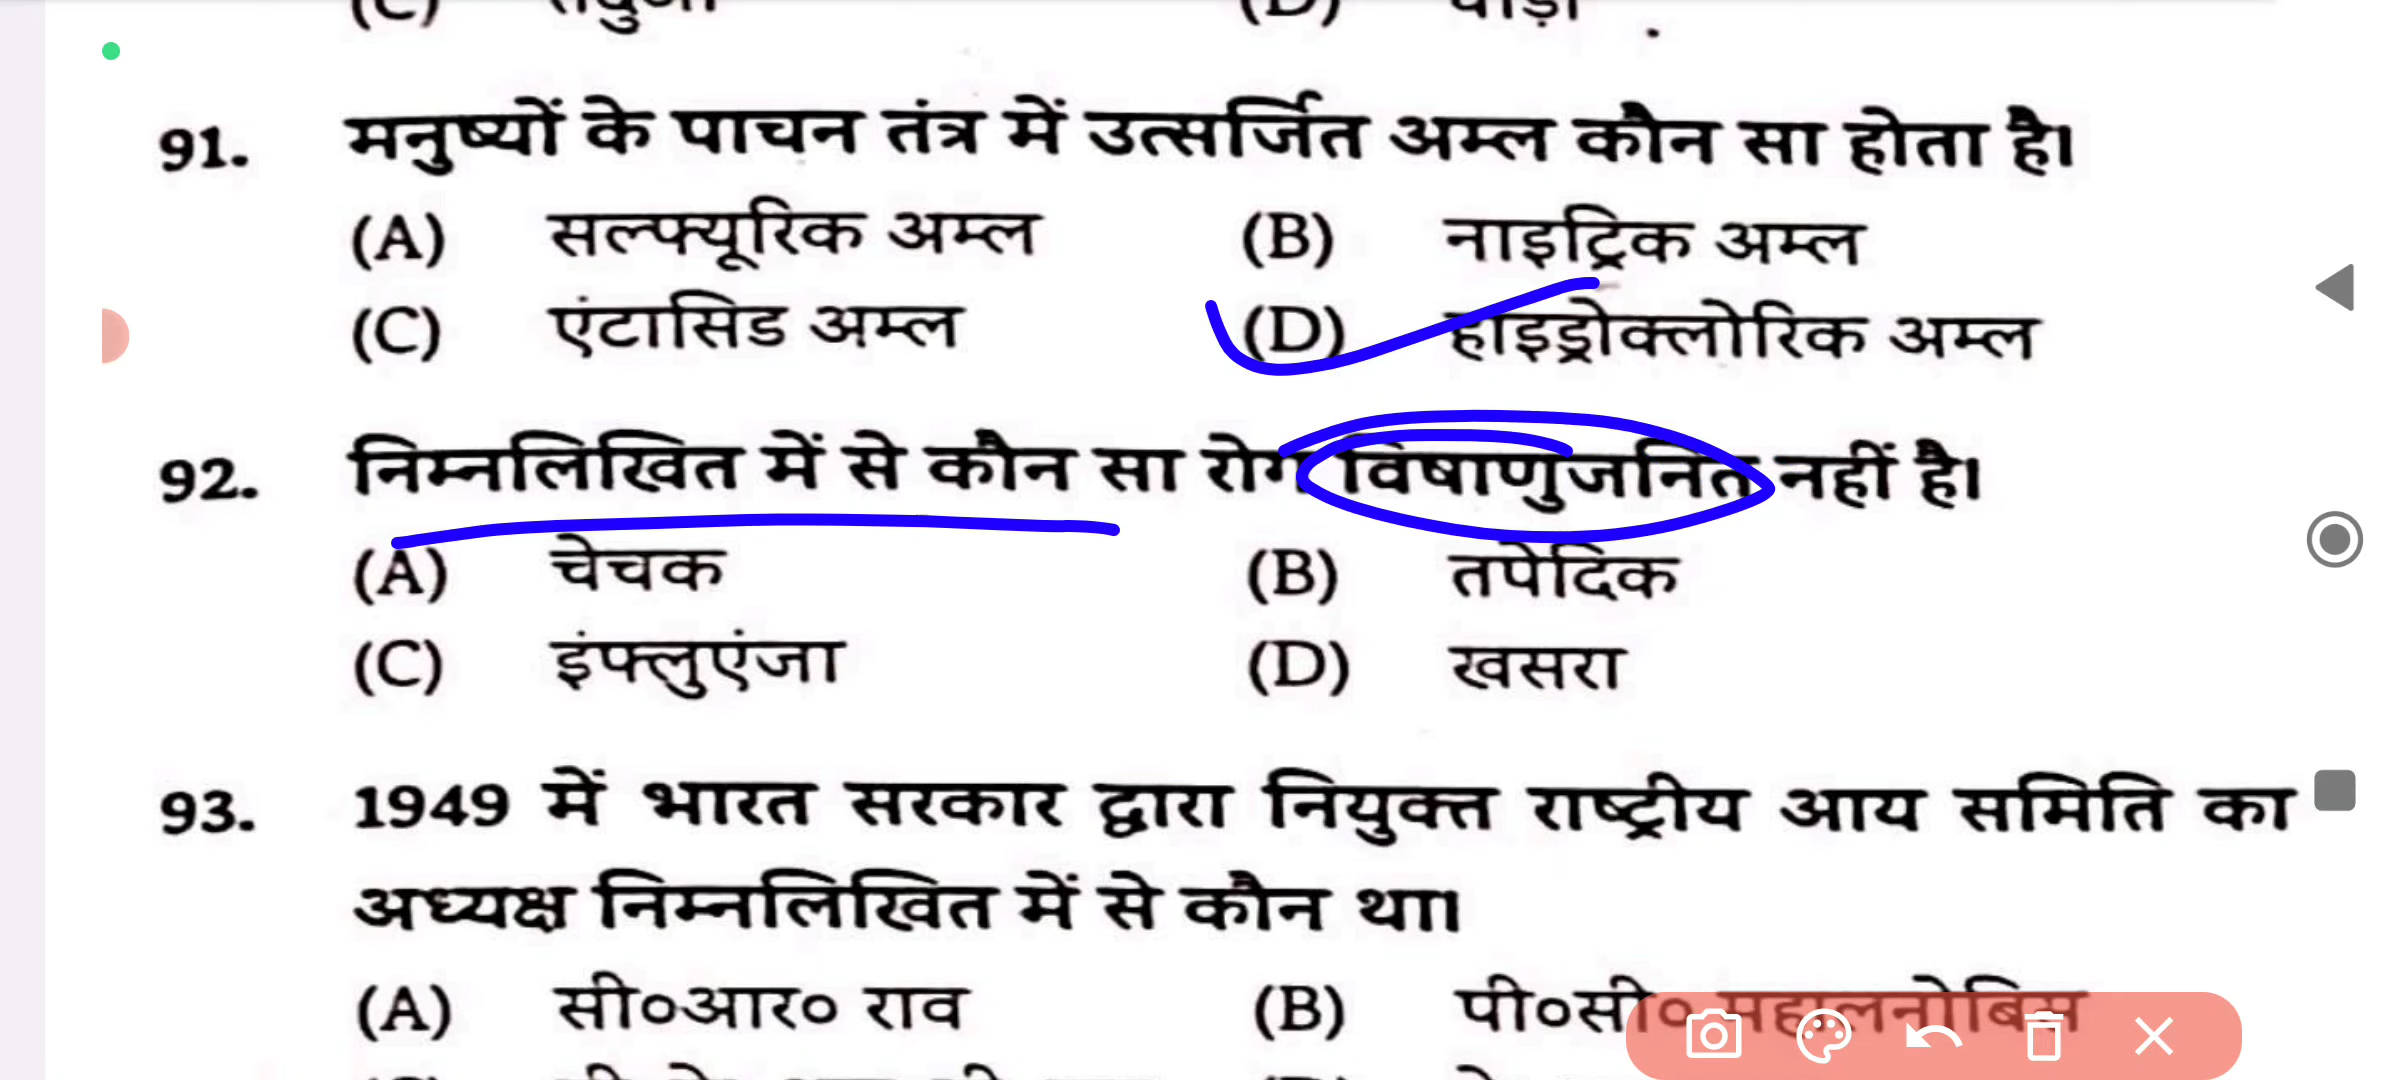 91. मनुष्यों के पाचन तंत्र में उत्सर्जित अम्ल कौन सा होता है।
(A) सल्फ्यूरिक अम्ल (B) नाइट्रिक अम्ल
(C) एंटासिड अम्ल (D) हाइड्रोक्लोरिक अम्ल
92. निम्नलिखित में से कौन सा रोग विषाणुजनित नहीं है।
(A) चेचक (B) तपेदिक
(C) इंफ्लुएंजा (D) खसरा
93. 1949 में भारत सरकार द्वारा नियुक्त राष्ट्रीय आय समिति का
अध्यक्ष निम्नलिखित में से कौन था।
(A) सी०आर० राव (B) पी०सी० महालनोबिस